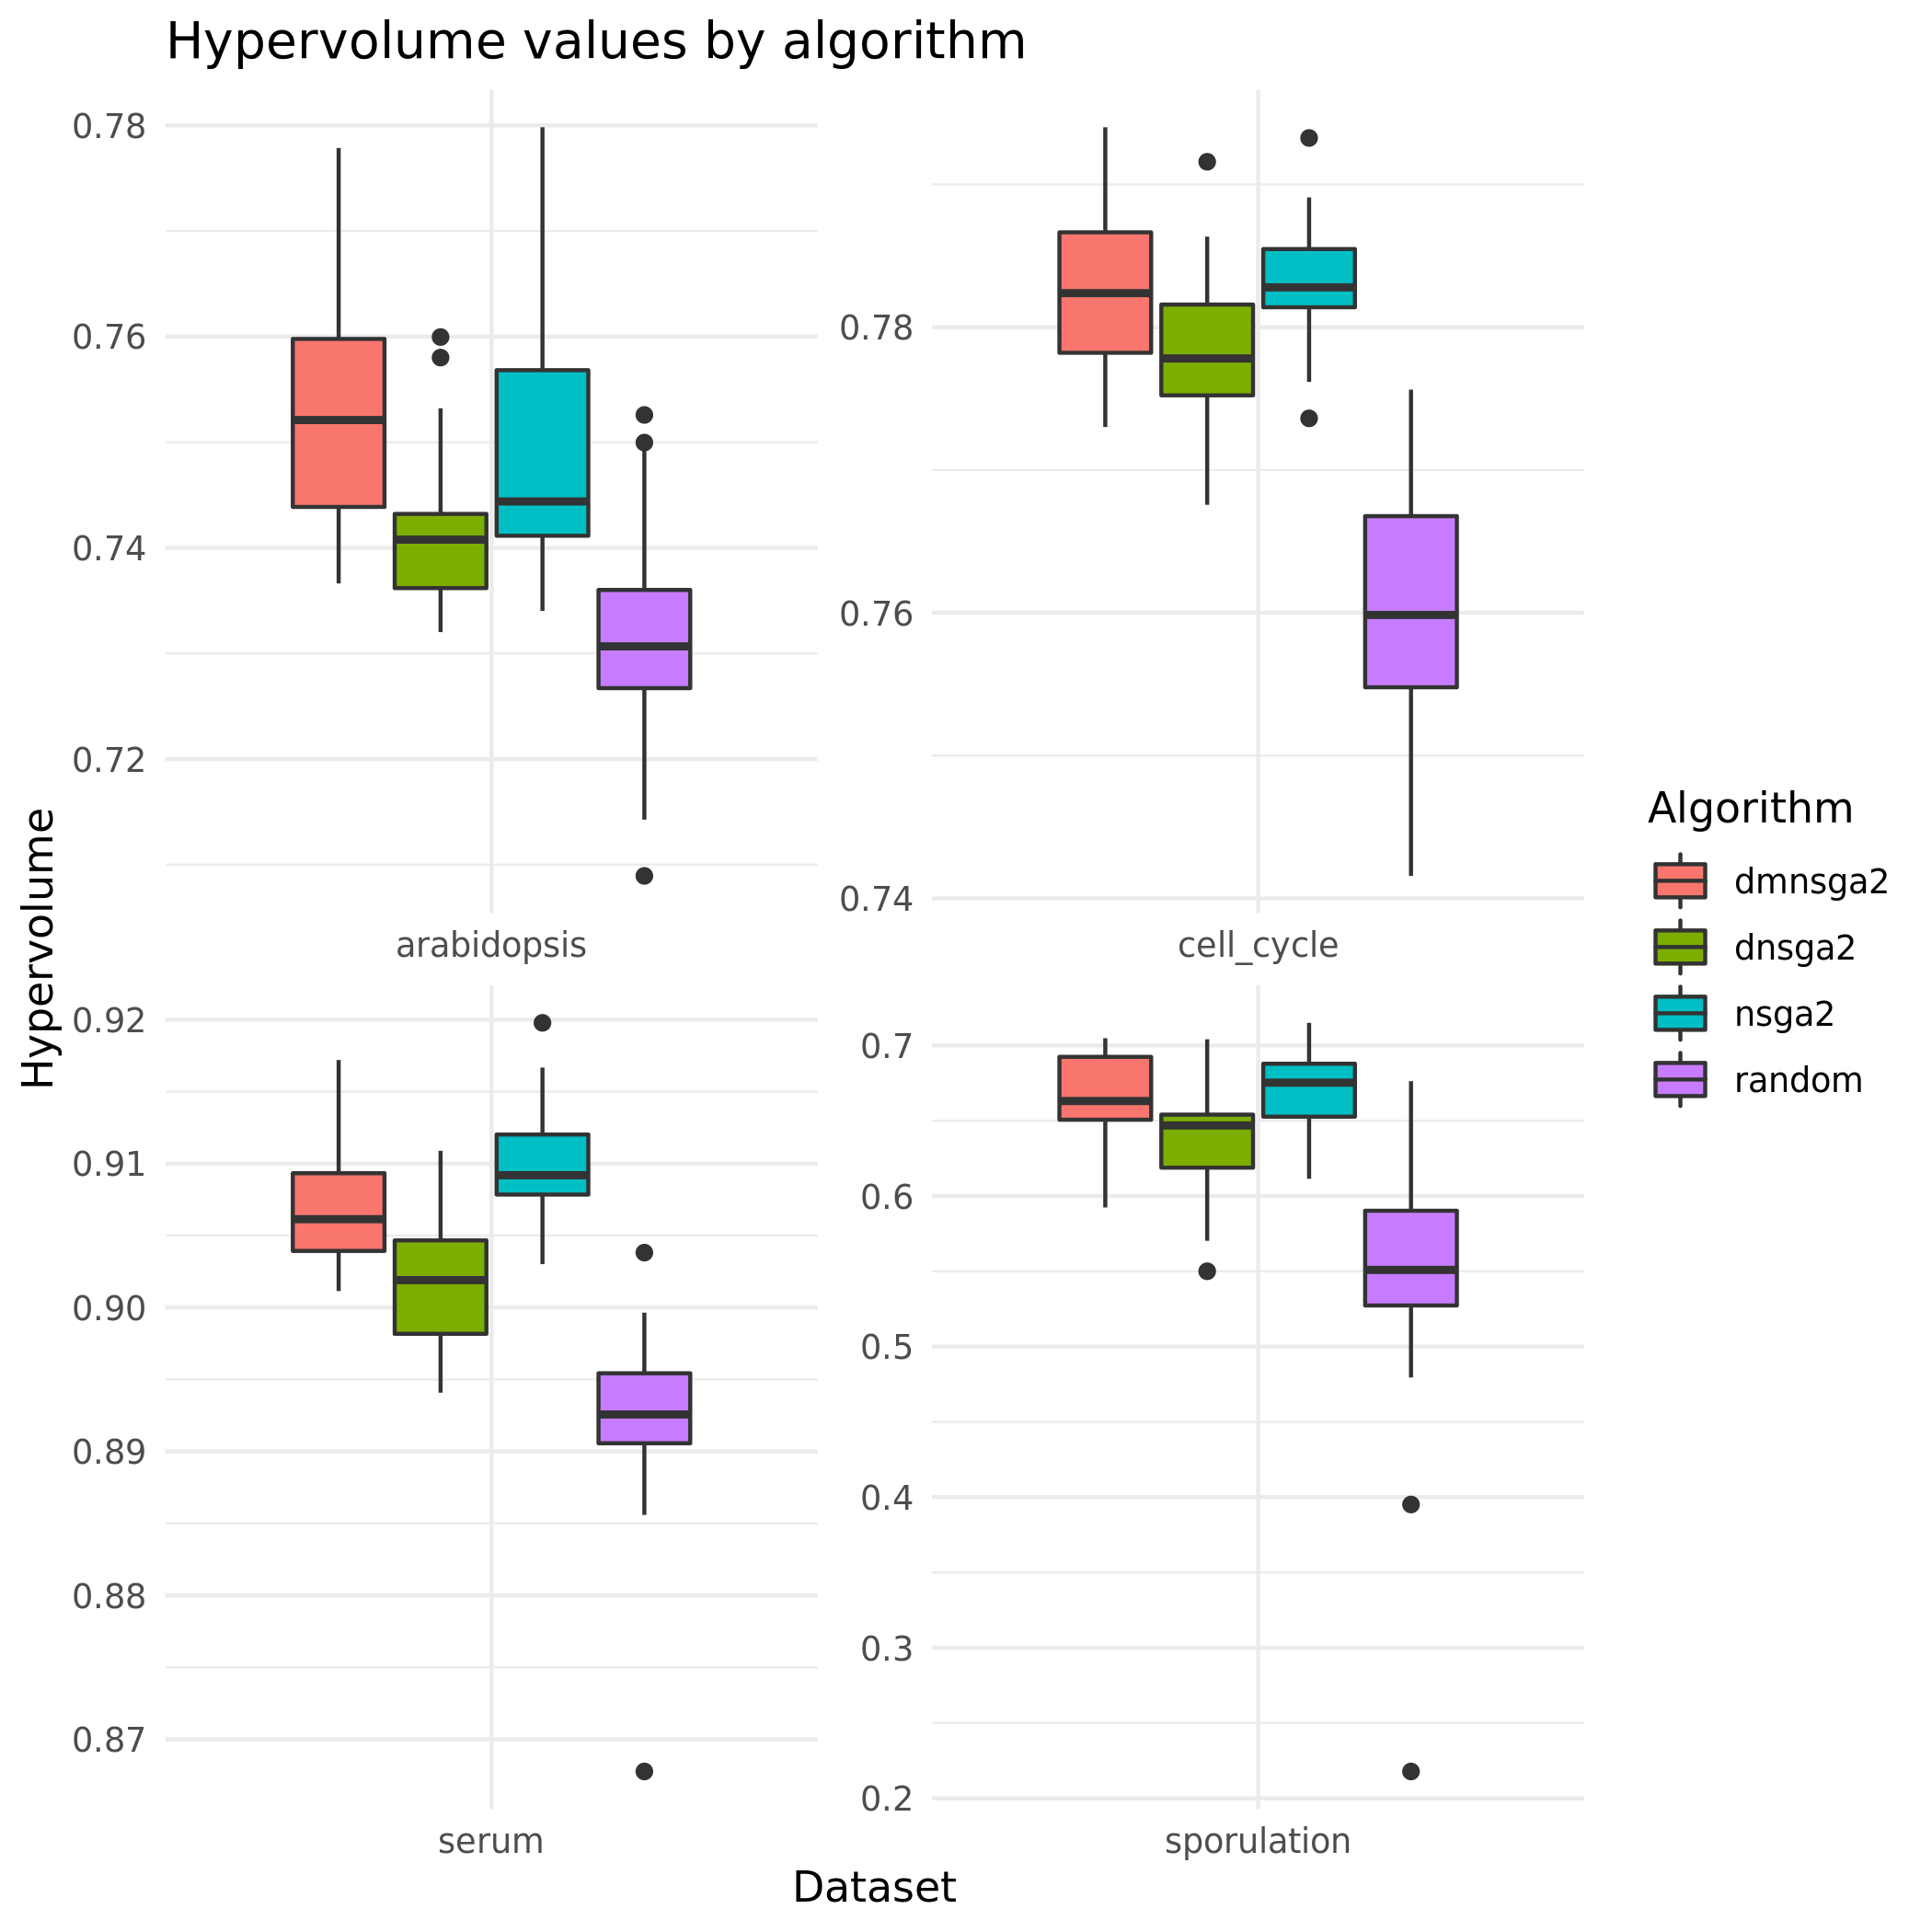 Hypervolume values by algorithm
Hypervolume
0.78
0.76
0.74
0.72
arabidopsis
0.78
0.76
0.74
cell_cycle
0.92
0.91
0.90
0.89
0.88
0.87
serum
0.7
0.6
0.5
0.4
0.3
0.2
sporulation
Dataset
Algorithm
dmnsga2
dnsga2
nsga2
random